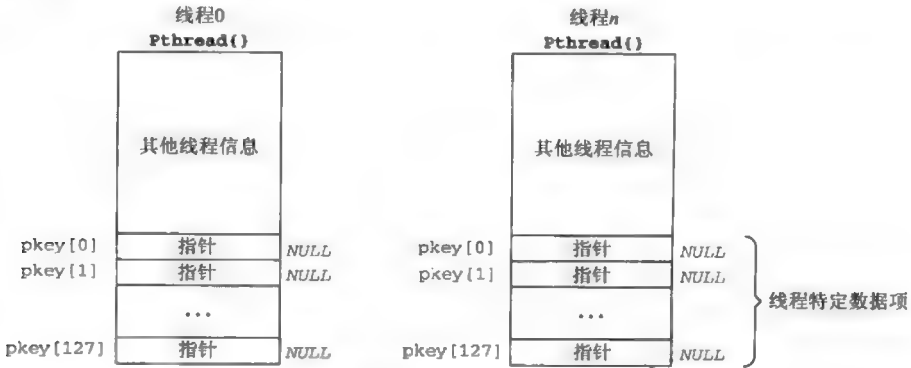 线程0
Pthread{}
其他线程信息
pkey[0] 指针 NULL
pkey[1] 指针 NULL
...
pkey[127] 指针 NULL
线程n
Pthread{}
其他线程信息
pkey[0] 指针 NULL
pkey[1] 指针 NULL
...
pkey[127] 指针 NULL
线程特定数据项